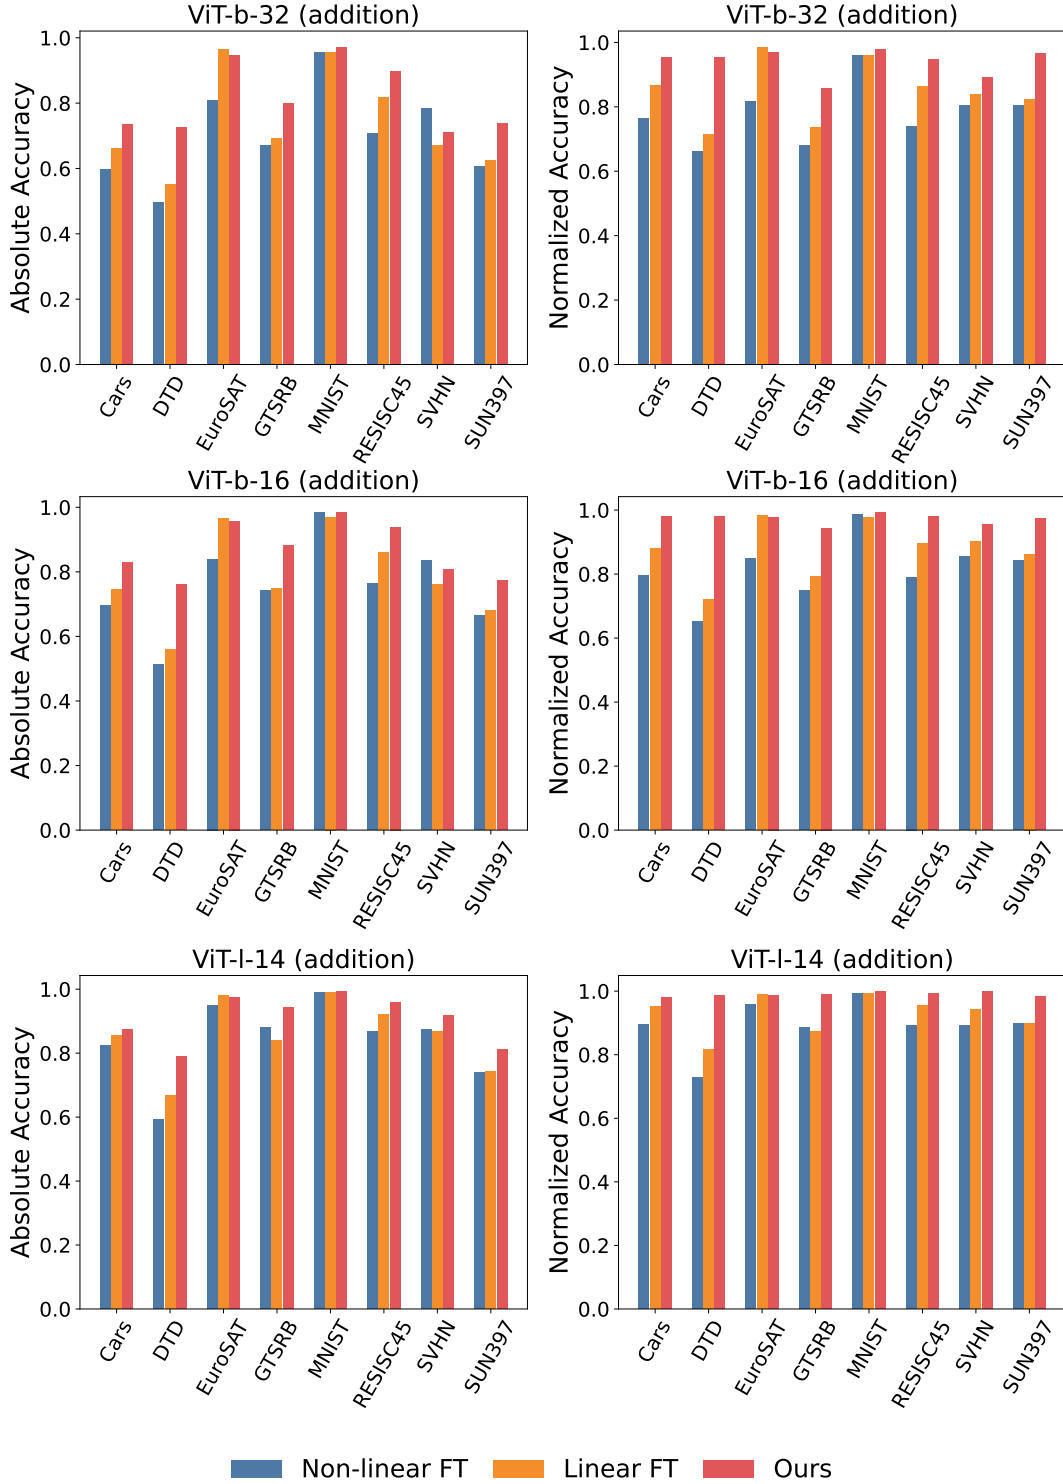 ViT-b-32 (addition)
Absolute Accuracy
1.0
0.8
0.6
0.4
0.2
0.0
Cars
DTD
EuroSAT
GTSRB
MNIST
RESISC45
SVHN
SUN397
ViT-b-32 (addition)
Normalized Accuracy
1.0
0.8
0.6
0.4
0.2
0.0
Cars
DTD
EuroSAT
GTSRB
MNIST
RESISC45
SVHN
SUN397
ViT-b-16 (addition)
Absolute Accuracy
1.0
0.8
0.6
0.4
0.2
0.0
Cars
DTD
EuroSAT
GTSRB
MNIST
RESISC45
SVHN
SUN397
ViT-b-16 (addition)
Normalized Accuracy
1.0
0.8
0.6
0.4
0.2
0.0
Cars
DTD
EuroSAT
GTSRB
MNIST
RESISC45
SVHN
SUN397
ViT-l-14 (addition)
Absolute Accuracy
1.0
0.8
0.6
0.4
0.2
0.0
Cars
DTD
EuroSAT
GTSRB
MNIST
RESISC45
SVHN
SUN397
ViT-l-14 (addition)
Normalized Accuracy
1.0
0.8
0.6
0.4
0.2
0.0
Cars
DTD
EuroSAT
GTSRB
MNIST
RESISC45
SVHN
SUN397
Non-linear FT
Linear FT
Ours